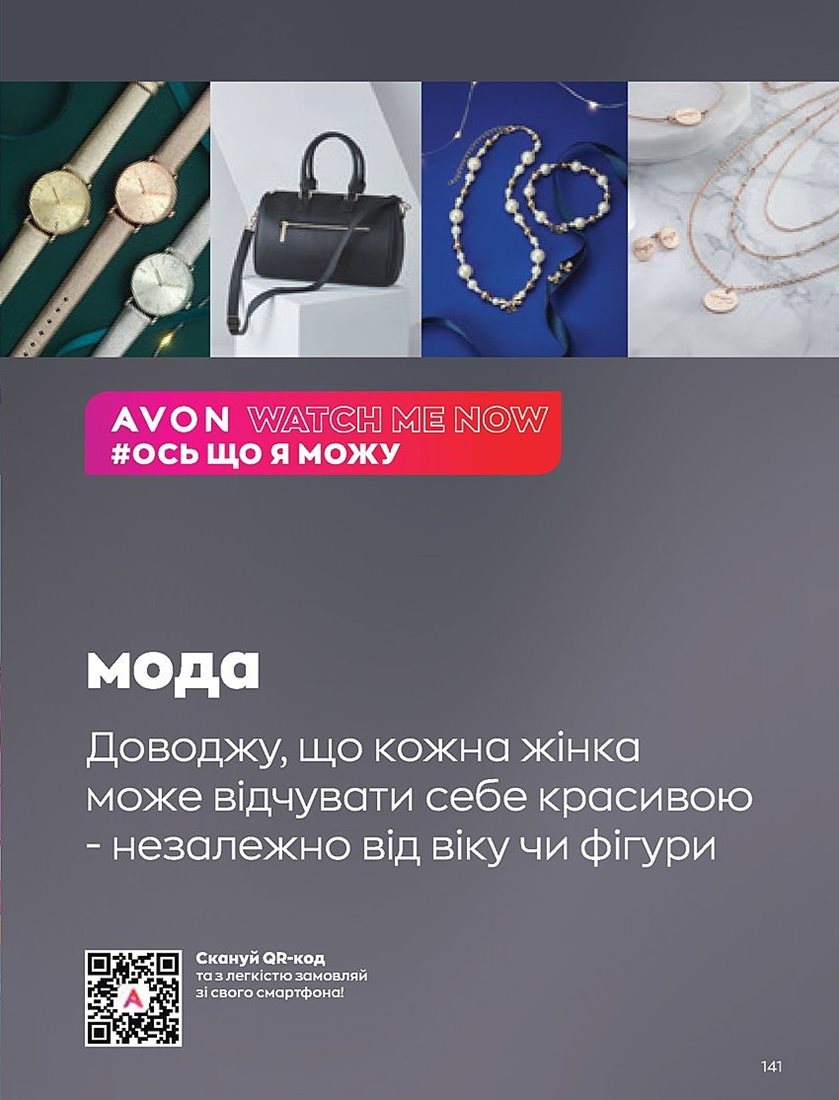 AVON WATCH ME NOW
#ОСЬ ЩО Я МОЖУ
мода
Доводжу, що кожна жінка
може відчувати себе красивою
- незалежно від віку чи фігури
Скануй QR-код
та з легкістю замовляй
зі свого смартфона!
A
141